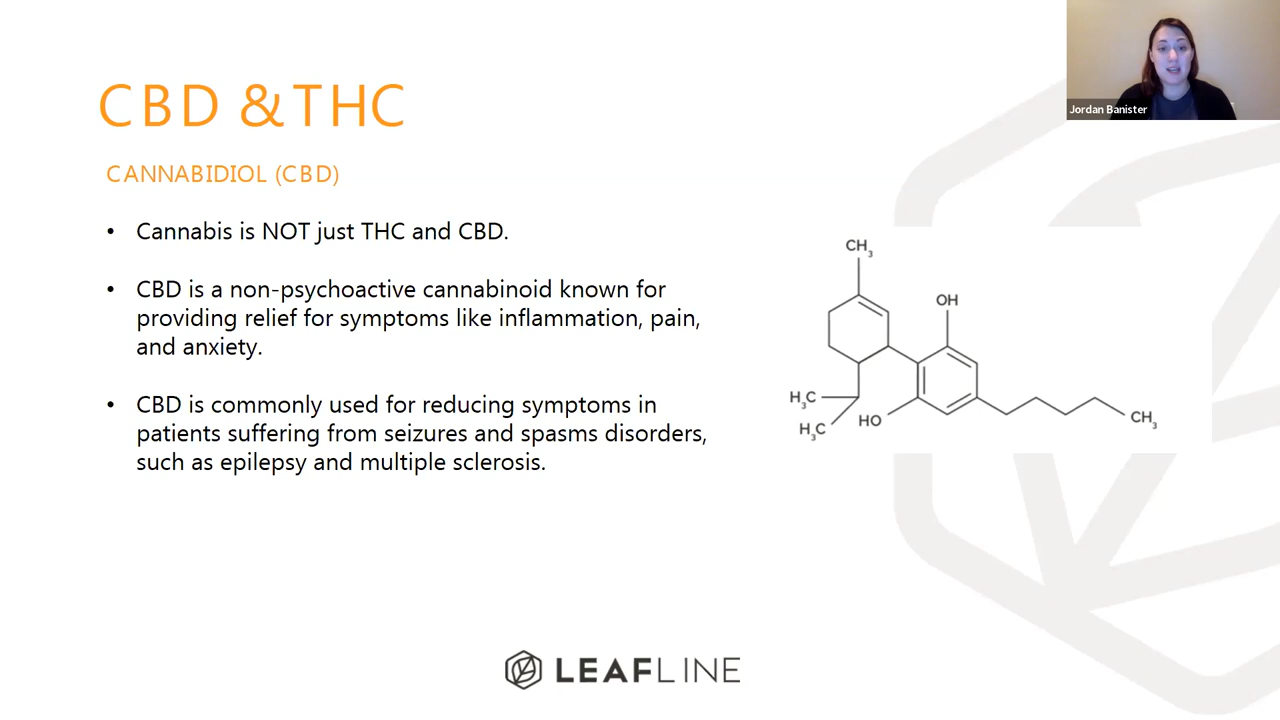 CBD & THC
CANNABIDIOL (CBD)
• Cannabis is NOT just THC and CBD.
• CBD is a non-psychoactive cannabinoid known for
providing relief for symptoms like inflammation, pain,
and anxiety.
• CBD is commonly used for reducing symptoms in
patients suffering from seizures and spasms disorders,
such as epilepsy and multiple sclerosis.
Jordan Banister
CH₃
OH
H₃C
H₃C
HO
CH₃
LEAFLINE